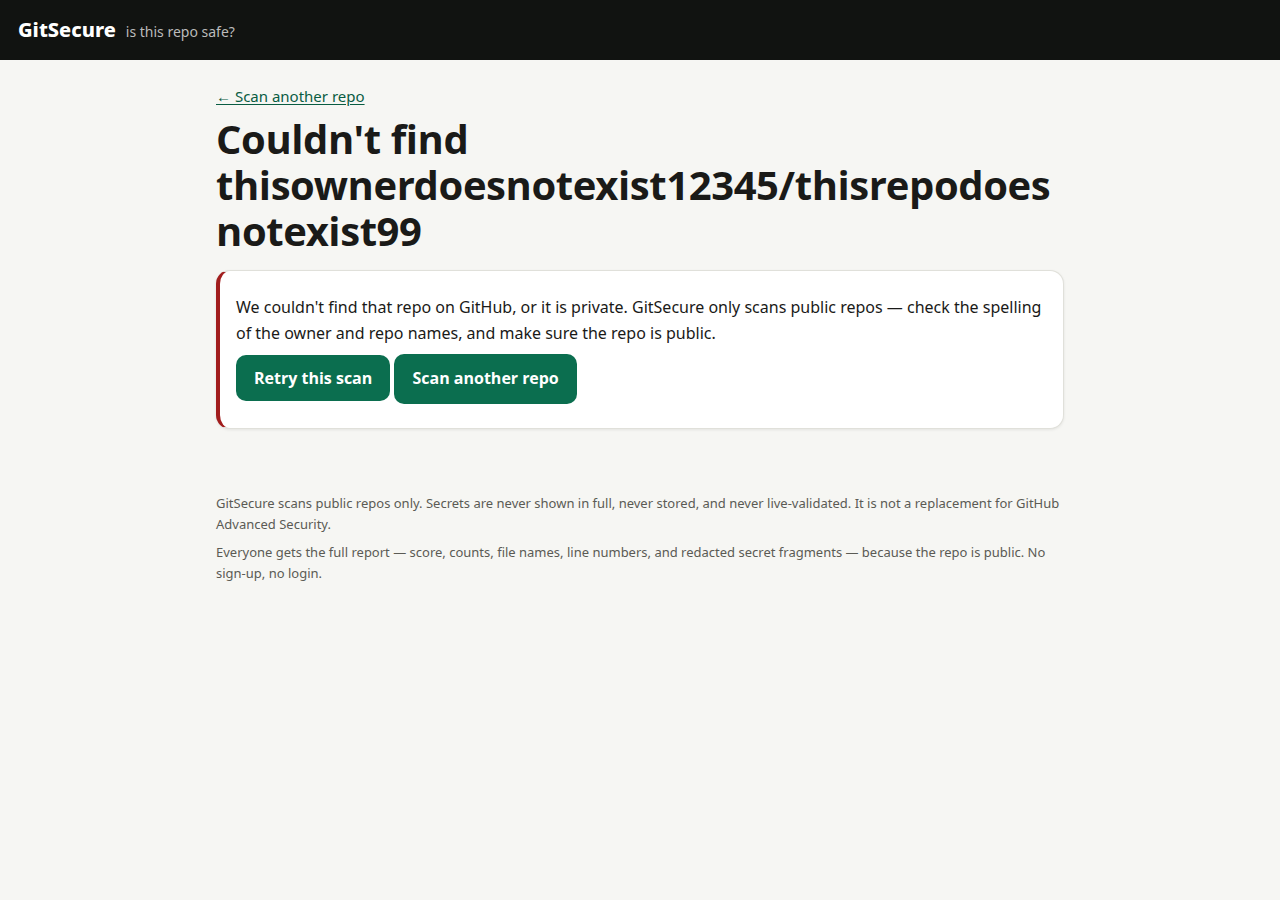 GitSecure is this repo safe?
← Scan another repo
Couldn't find
thisownerdoesnotexist12345/thisrepodoes
notexist99
We couldn't find that repo on GitHub, or it is private. GitSecure only scans public repos — check the spelling
of the owner and repo names, and make sure the repo is public.
Retry this scan Scan another repo
GitSecure scans public repos only. Secrets are never shown in full, never stored, and never live-validated. It is not a replacement for GitHub
Advanced Security.
Everyone gets the full report — score, counts, file names, line numbers, and redacted secret fragments — because the repo is public. No
sign-up, no login.